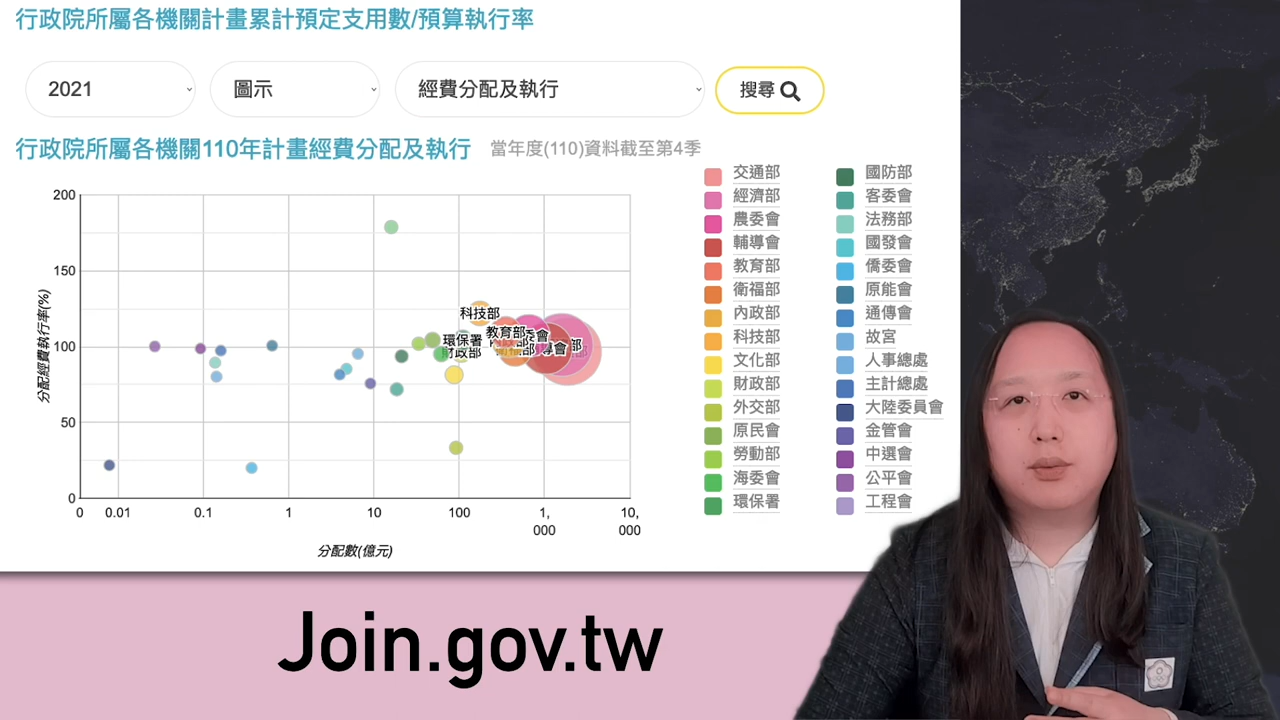 行政院所屬各機關計畫累計預定支用數/預算執行率
2021
圖示
經費分配及執行
搜尋
行政院所屬各機關110年計畫經費分配及執行
當年度(110)資料截至第4季
分配經費執行率(%)
200
150
100
50
0
科技部
環保署
財政部
教育部
0
0.01
0.1
1
10
100
1,
000
10,
000
分配數(億元)
交通部
經濟部
農委會
輔導會
教育部
衛福部
內政部
科技部
文化部
財政部
外交部
原民會
勞動部
海委會
環保署
國防部
客委會
法務部
國發會
僑委會
原能會
通傳會
故宮
人事總處
主計總處
大陸委員會
金管會
中選會
公平會
工程會
Join.gov.tw